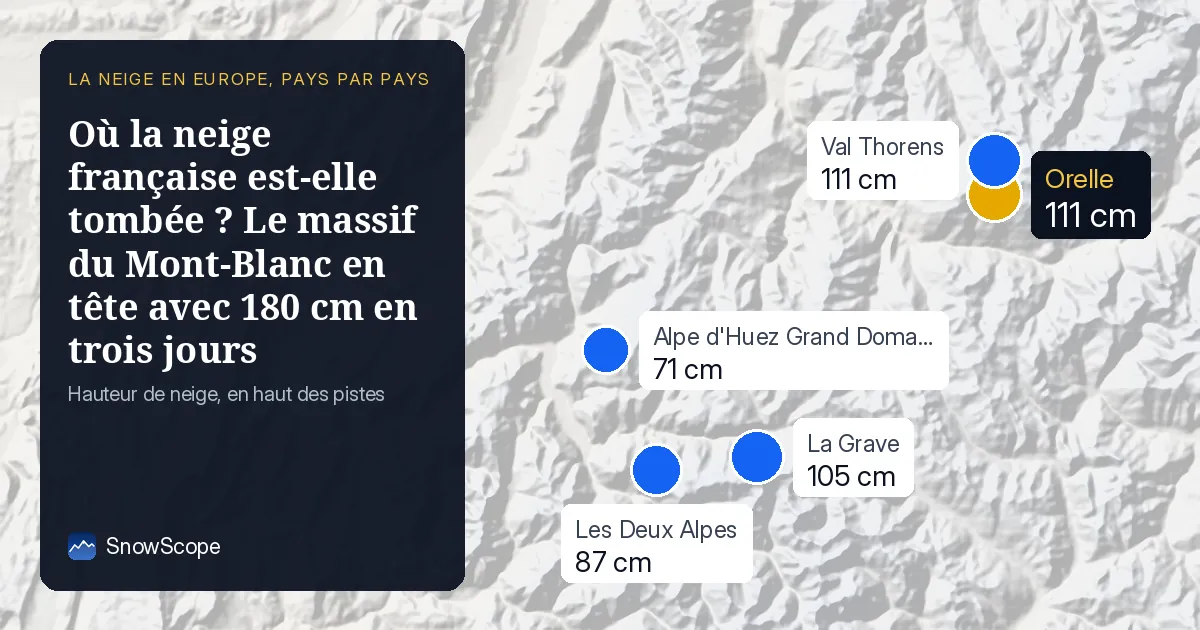 LA NEIGE EN EUROPE, PAYS PAR PAYS
Où la neige
française est-elle
tombée ? Le massif
du Mont-Blanc en
tête avec 180 cm en
trois jours
Hauteur de neige, en haut des pistes
SnowScope
Val Thorens
111 cm
Orelle
111 cm
Alpe d'Huez Grand Doma...
71 cm
La Grave
105 cm
Les Deux Alpes
87 cm